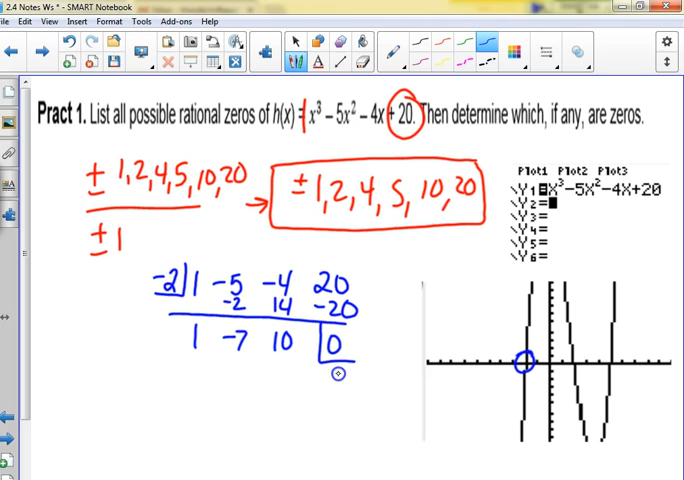 2.4 Notes Ws * - SMART Notebook
Edit View Insert Format Tools Add-ons Help
Pract 1. List all possible rational zeros of h(x) = x³ − 5x² − 4x + 20. Then determine which, if any, are zeros.
± 1, 2, 4, 5, 10, 20
± 1
→ ± 1, 2, 4, 5, 10, 20
Plot1 Plot2 Plot3
\Y1=X³−5X²−4X+20
\Y2=
\Y3=
\Y4=
\Y5=
\Y6=
-2| 1 -5 -4 20
-2 14 -20
1 -7 10 |0